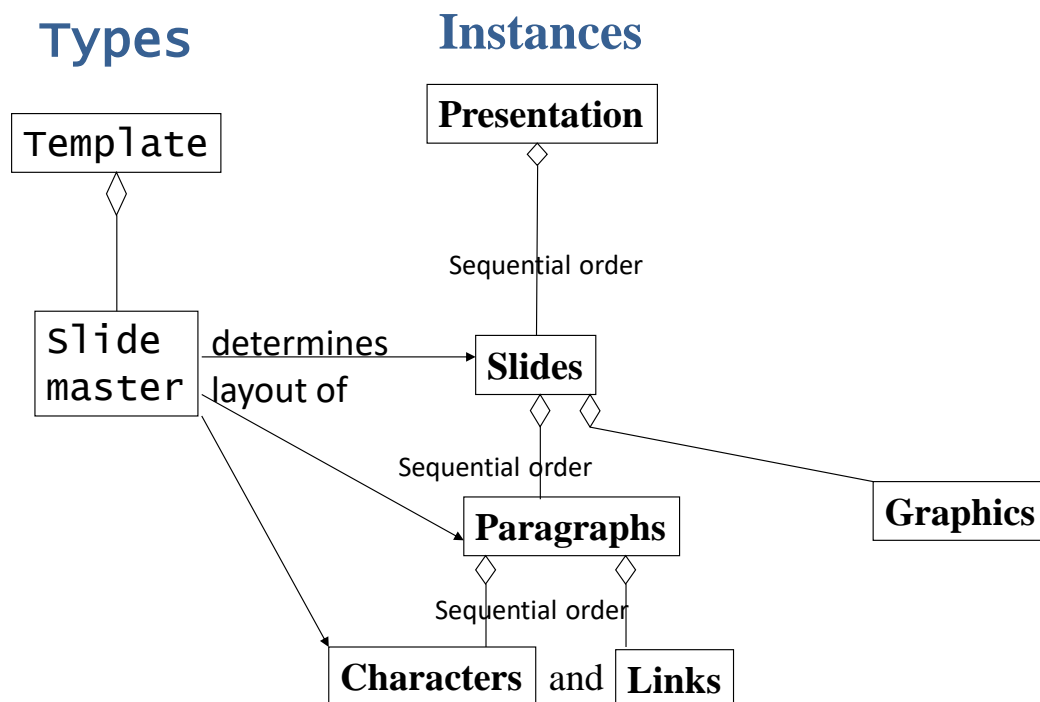 Types
Instances
Presentation
Template
Sequential order
Slide
master
determines
layout of
Slides
Sequential order
Graphics
Paragraphs
Sequential order
Characters and Links